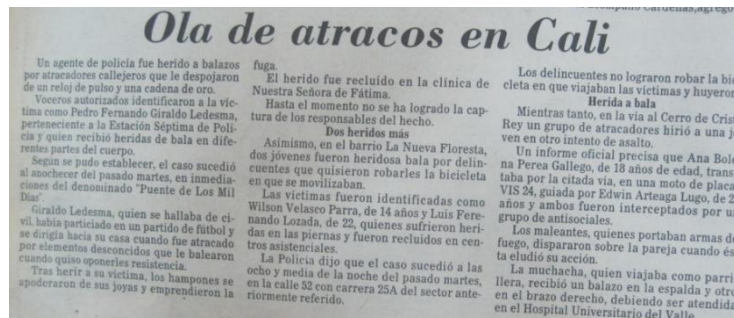 Ola de atracos en Cali
Un agente de policía fue herido a balazos
por atracadores callejeros que le despojaron
de un reloj de pulso y una cadena de oro.
Voceros autorizados identificaron a la víc-
tima como Pedro Fernando Giraldo Ledesma,
perteneciente a la Estación Séptima de Poli-
cía y quien recibió heridas de bala en dife-
rentes partes del cuerpo.
Según se pudo establecer, el caso sucedió
al anochecer del pasado martes, en inmedia-
ciones del denominado "Puente de Los Mil
Días".
Giraldo Ledesma, quien se hallaba de ci-
vil, había particiado en un partido de fútbol y
se dirigía hacia su casa cuando fue atracado
por elementos desconcidos que le balearon
cuando quiso oponerles resistencia.
Tras herir a su víctima, los hampones se
apoderaron de sus joyas y emprendieron la
fuga.
El herido fue recluído en la clínica de
Nuestra Señora de Fátima.
Hasta el momento no se ha logrado la cap-
tura de los responsables del hecho.
Dos heridos más
Asimismo, en el barrio La Nueva Floresta,
dos jóvenes fueron heridosa bala por delin-
cuentes que quisieron robarles la bicicleta
en que se movilizaban.
Las víctimas fueron identificadas como
Wilson Velasco Parra, de 14 años y Luis Fere-
nando Lozada, de 22, quienes sufrieron heri-
das en las piernas y fueron recluidos en cen-
tros asistenciales.
La Policía dijo que el caso sucedió a las
ocho y media de la noche del pasado martes,
en la calle 52 con carrera 25A del sector ante-
riormente referido.
Los delincuentes no lograron robar la bic
cleta en que viajaban las víctimas y huyeron
Herida a bala
Mientras tanto, en la vía al Cerro de Cris
Rey un grupo de atracadores hirió a una j
ven en otro intento de asalto.
Un informe oficial precisa que Ana Bole
na Perea Gallego, de 18 años de edad, trans
taba por la citada vía, en una moto de placa
VIS 24, guiada por Edwin Arteaga Lugo, de 2
años y ambos fueron interceptados por u
grupo de antisociales.
Los maleantes, quienes portaban armas d
fuego, dispararon sobre la pareja cuando és
ta eludió su acción.
La muchacha, quien viajaba como parri
llera, recibió un balazo en la espalda y otro
en el brazo derecho, debiendo ser atendida
en el Hospital Universitario del Valle